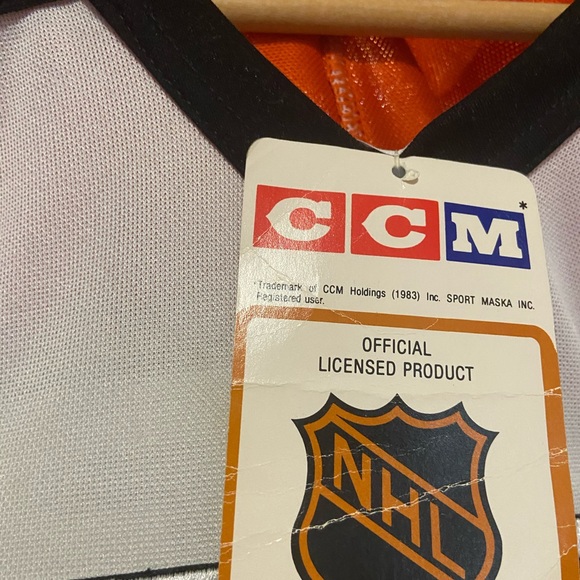 CCM*
*Trademark of CCM Holdings (1983) Inc. SPORT MASKA INC.
Registered user.
OFFICIAL
LICENSED PRODUCT
NHL